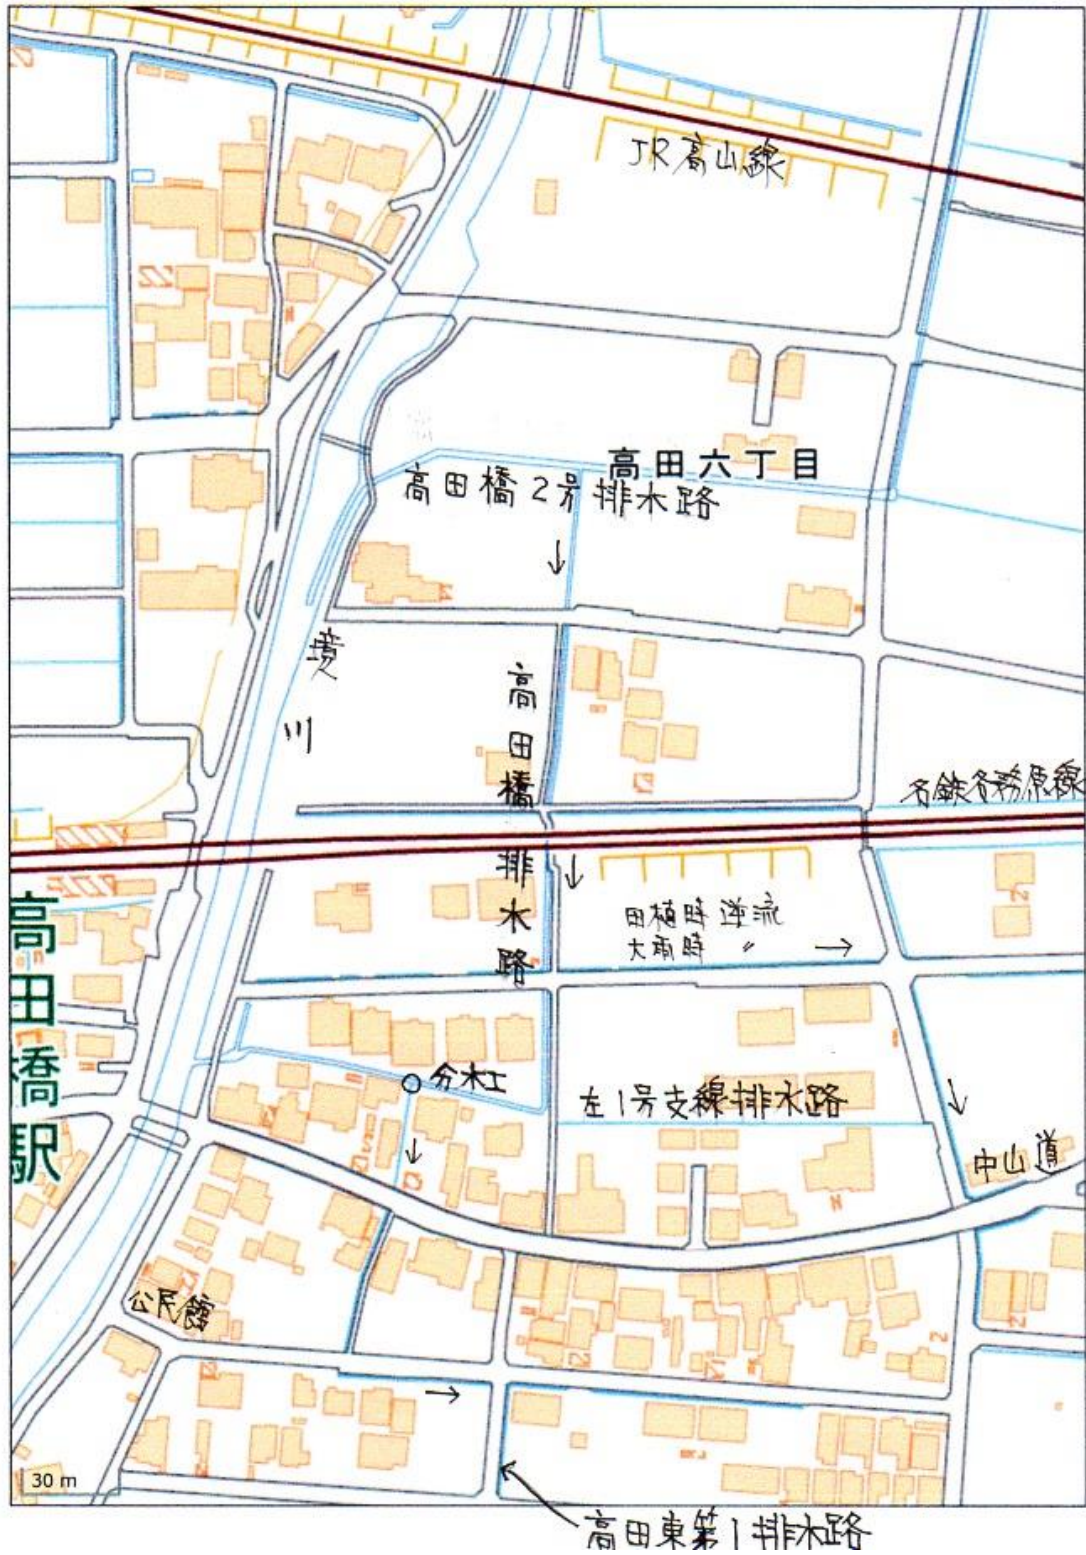 JR高山線
高田六丁目
高田橋2号排水路
境川
高田橋排水路
名鉄各務原線
田植時逆流
大雨時 〃
高田橋駅
分水工
左1号支線排水路
中山道
公民館
30 m
高田東第1排水路